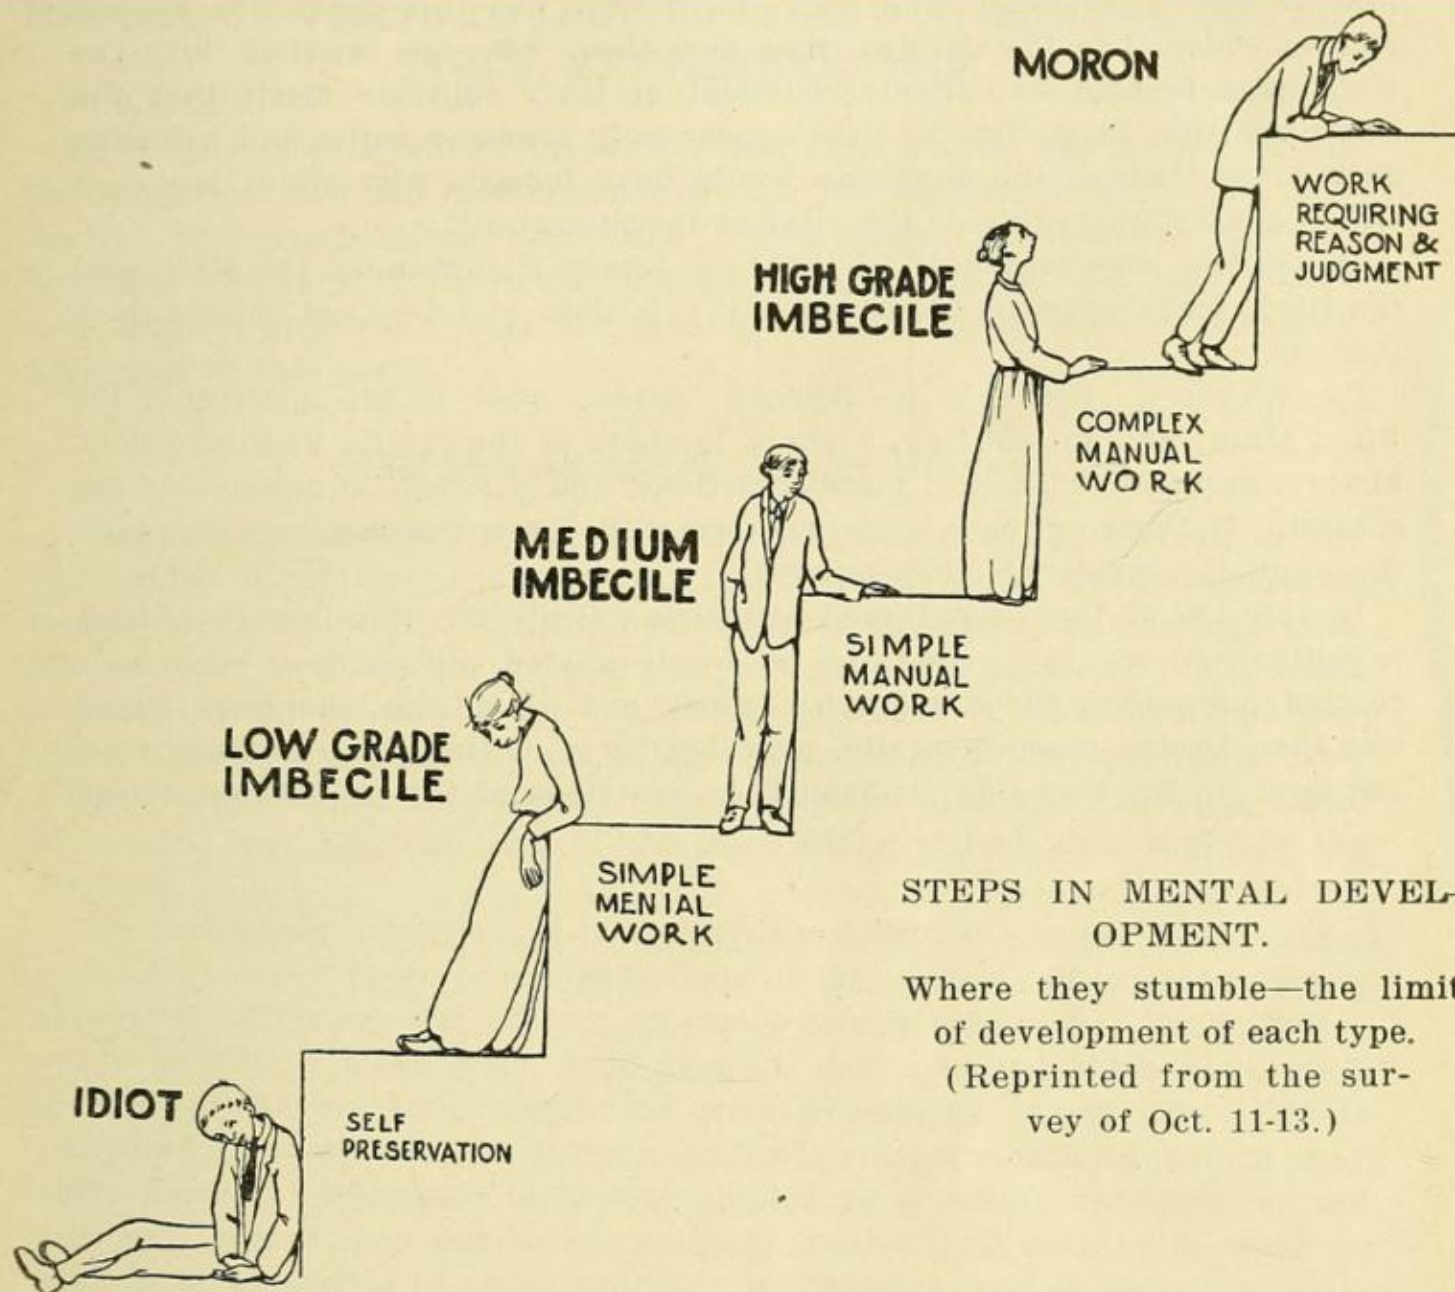 MORON
WORK
REQUIRING
REASON &
JUDGMENT
HIGH GRADE
IMBECILE
COMPLEX
MANUAL
WORK
MEDIUM
IMBECILE
SIMPLE
MANUAL
WORK
LOW GRADE
IMBECILE
SIMPLE
MENIAL
WORK
IDIOT
SELF
PRESERVATION
STEPS IN MENTAL DEVEL-
OPMENT.
Where they stumble—the limit
of development of each type.
(Reprinted from the sur-
vey of Oct. 11-13.)